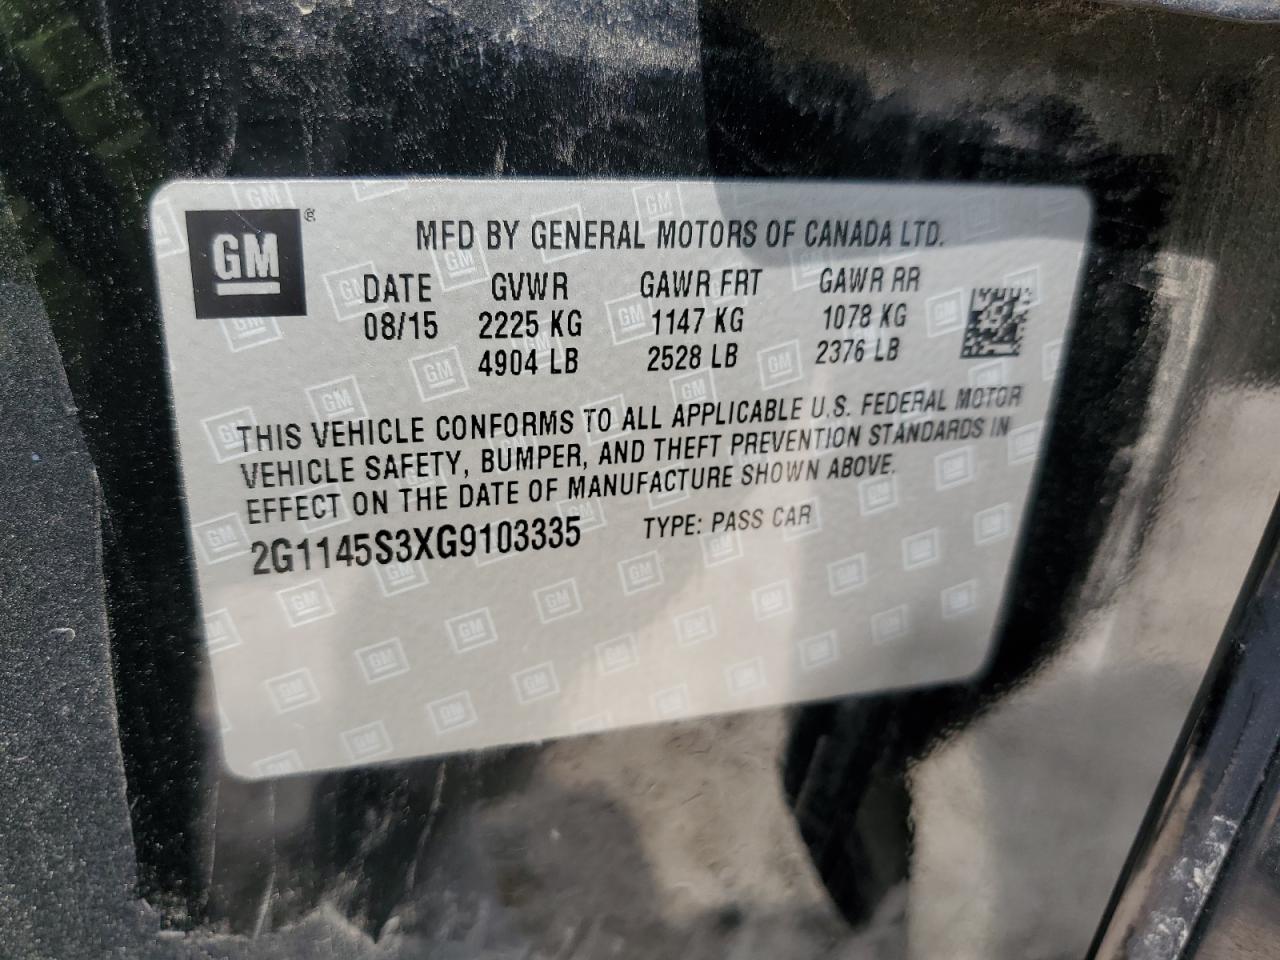 GM ®
MFD BY GENERAL MOTORS OF CANADA LTD.
DATE GVWR GAWR FRT GAWR RR
08/15 2225 KG 1147 KG 1078 KG
4904 LB 2528 LB 2376 LB
THIS VEHICLE CONFORMS TO ALL APPLICABLE U.S. FEDERAL MOTOR
VEHICLE SAFETY, BUMPER, AND THEFT PREVENTION STANDARDS IN
EFFECT ON THE DATE OF MANUFACTURE SHOWN ABOVE.
2G1145S3XG9103335 TYPE: PASS CAR